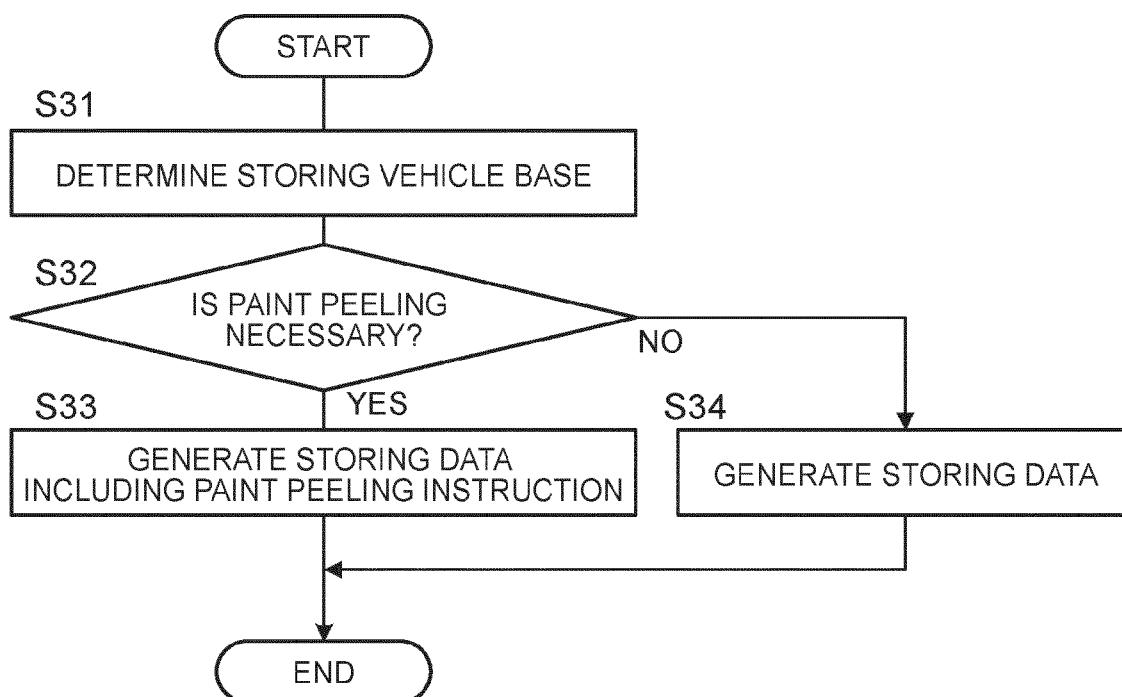 START
S31
DETERMINE STORING VEHICLE BASE
S32
IS PAINT PEELING
NECESSARY?
NO
YES
S33
GENERATE STORING DATA
INCLUDING PAINT PEELING INSTRUCTION
S34
GENERATE STORING DATA
END